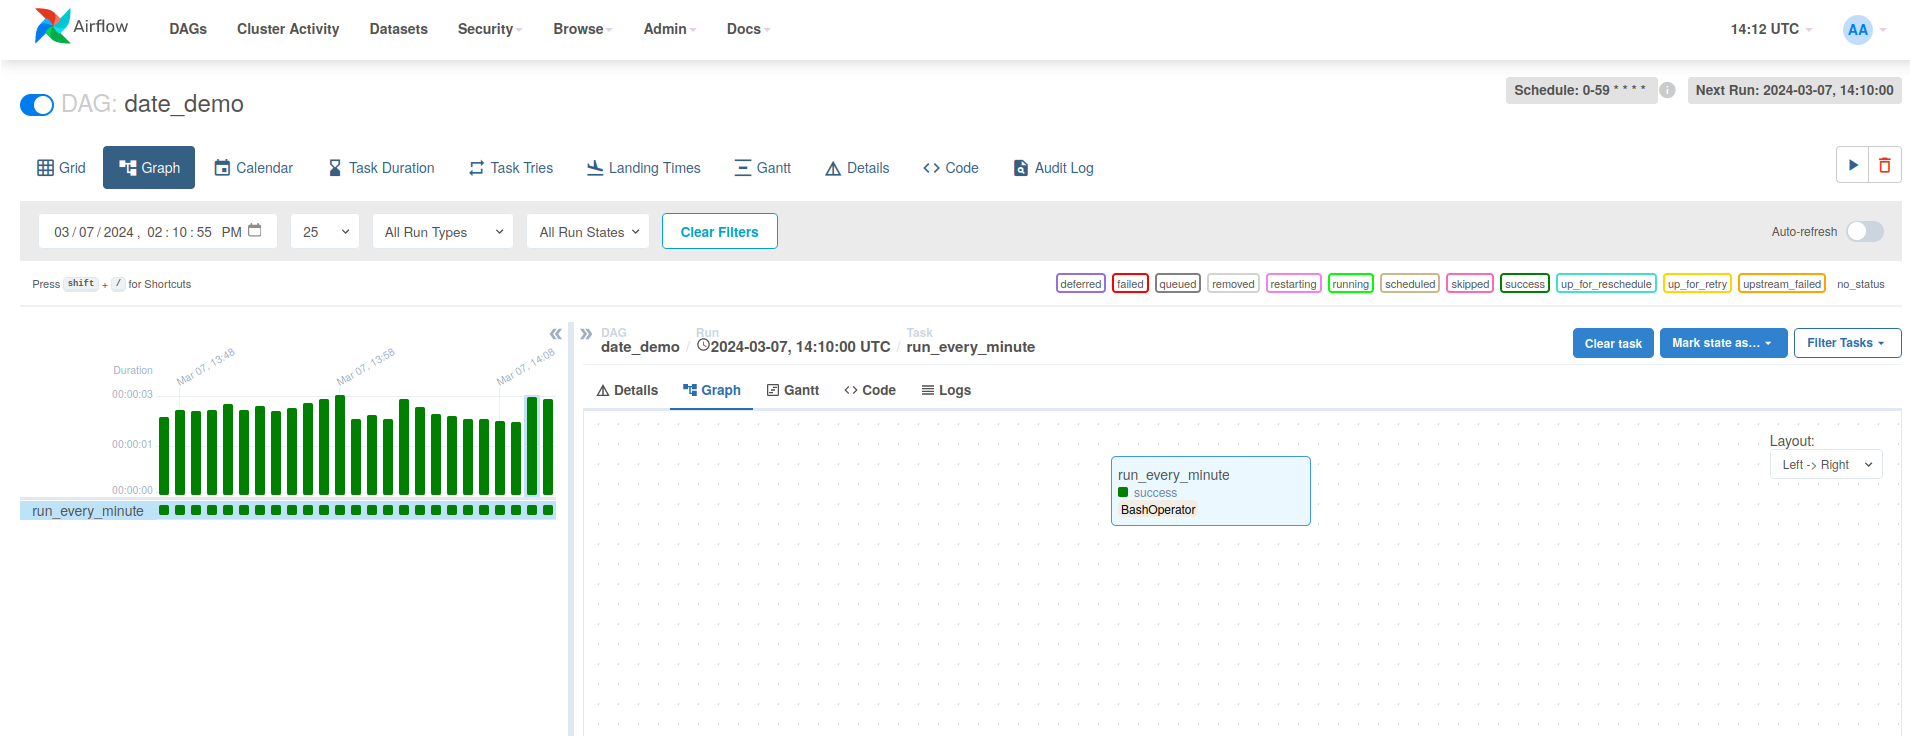 Airflow DAGs Cluster Activity Datasets Security Browse Admin Docs 14:12 UTC AA
DAG: date_demo Schedule: 0-59 * * * * i Next Run: 2024-03-07, 14:10:00
Grid Graph Calendar Task Duration Task Tries Landing Times Gantt Details <> Code Audit Log
03/07/2024, 02:10:55 PM 25 All Run Types All Run States Clear Filters Auto-refresh
Press shift + / for Shortcuts deferred failed queued removed restarting running scheduled skipped success up_for_reschedule up_for_retry upstream_failed no_status
« » DAG Run Task
date_demo / 2024-03-07, 14:10:00 UTC / run_every_minute Clear task Mark state as... Filter Tasks
Mar 07, 13:48 Mar 07, 13:58 Mar 07, 14:08
Duration
00:00:03
00:00:01
00:00:00
run_every_minute
Details Graph Gantt <> Code Logs
Layout:
Left -> Right
run_every_minute
success
BashOperator